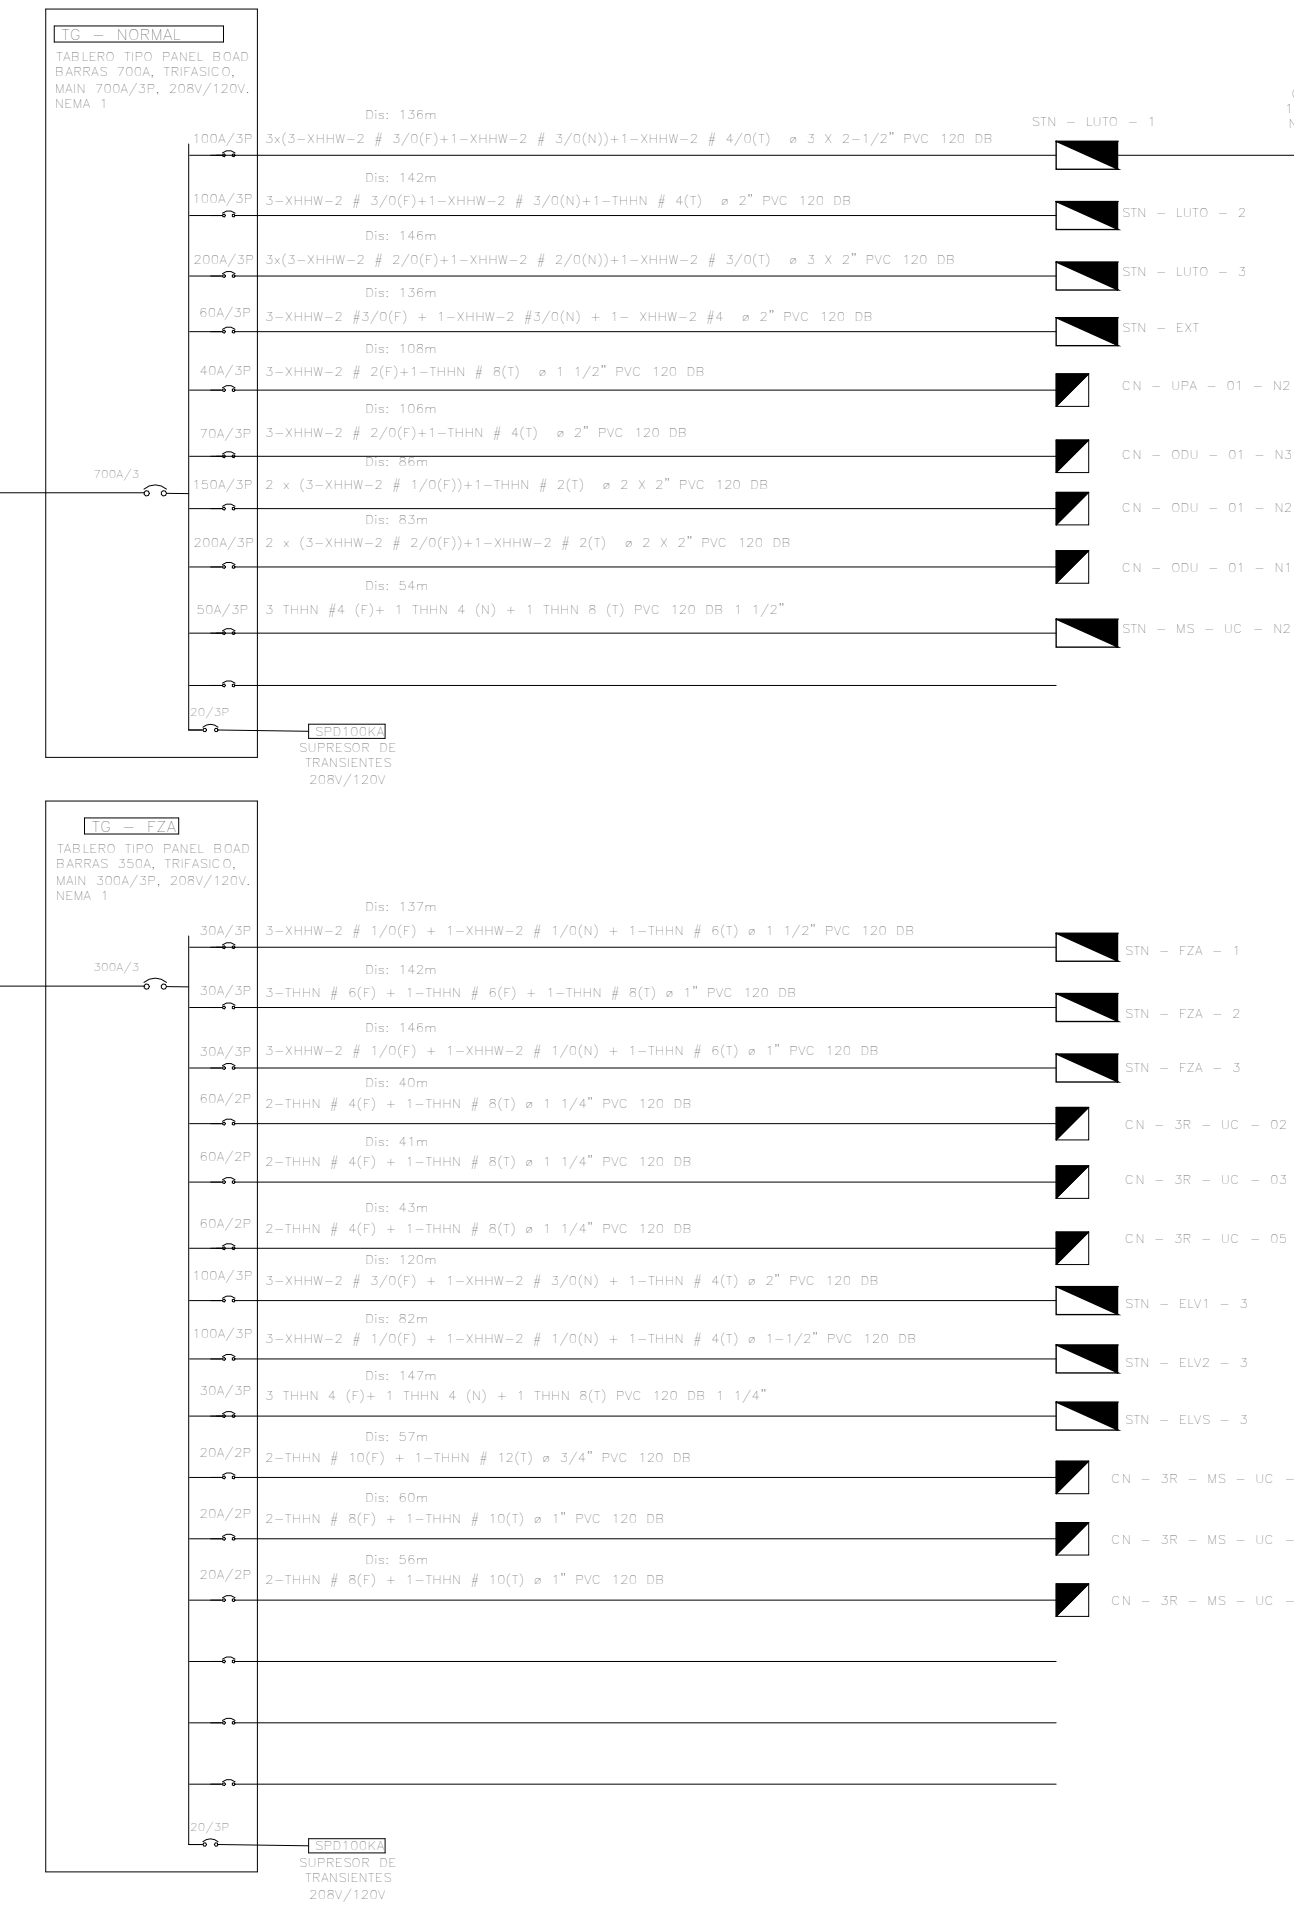 TG - NORMAL
TABLERO TIPO PANEL BOAD
BARRAS 700A, TRIFASICO,
MAIN 700A/3P, 208V/120V.
NEMA 1
Dis: 136m
STN - LUTO - 1
100A/3P 3x(3-XHHW-2 # 3/0(F)+1-XHHW-2 # 3/0(N))+1-XHHW-2 # 4/0(T) ø 3 X 2-1/2" PVC 120 DB
Dis: 142m
100A/3P 3-XHHW-2 # 3/0(F)+1-XHHW-2 # 3/0(N)+1-THHN # 4(T) ø 2" PVC 120 DB
STN - LUTO - 2
Dis: 146m
200A/3P 3x(3-XHHW-2 # 2/0(F)+1-XHHW-2 # 2/0(N))+1-XHHW-2 # 3/0(T) ø 3 X 2" PVC 120 DB
STN - LUTO - 3
Dis: 136m
60A/3P 3-XHHW-2 #3/0(F) + 1-XHHW-2 #3/0(N) + 1- XHHW-2 #4 ø 2" PVC 120 DB
STN - EXT
Dis: 108m
40A/3P 3-XHHW-2 # 2(F)+1-THHN # 8(T) ø 1 1/2" PVC 120 DB
CN - UPA - 01 - N2
Dis: 106m
70A/3P 3-XHHW-2 # 2/0(F)+1-THHN # 4(T) ø 2" PVC 120 DB
CN - ODU - 01 - N3
Dis: 86m
700A/3
150A/3P 2 x (3-XHHW-2 # 1/0(F))+1-THHN # 2(T) ø 2 X 2" PVC 120 DB
CN - ODU - 01 - N2
Dis: 83m
200A/3P 2 x (3-XHHW-2 # 2/0(F))+1-XHHW-2 # 2(T) ø 2 X 2" PVC 120 DB
CN - ODU - 01 - N1
Dis: 54m
50A/3P 3 THHN #4 (F)+ 1 THHN 4 (N) + 1 THHN 8 (T) PVC 120 DB 1 1/2"
STN - MS - UC - N2
20/3P
SPD100KA
SUPRESOR DE
TRANSIENTES
208V/120V
TG - FZA
TABLERO TIPO PANEL BOAD
BARRAS 350A, TRIFASICO,
MAIN 300A/3P, 208V/120V.
NEMA 1
Dis: 137m
30A/3P 3-XHHW-2 # 1/0(F) + 1-XHHW-2 # 1/0(N) + 1-THHN # 6(T) ø 1 1/2" PVC 120 DB
STN - FZA - 1
300A/3
Dis: 142m
30A/3P 3-THHN # 6(F) + 1-THHN # 6(F) + 1-THHN # 8(T) ø 1" PVC 120 DB
STN - FZA - 2
Dis: 146m
30A/3P 3-XHHW-2 # 1/0(F) + 1-XHHW-2 # 1/0(N) + 1-THHN # 6(T) ø 1" PVC 120 DB
STN - FZA - 3
Dis: 40m
60A/2P 2-THHN # 4(F) + 1-THHN # 8(T) ø 1 1/4" PVC 120 DB
CN - 3R - UC - 02
Dis: 41m
60A/2P 2-THHN # 4(F) + 1-THHN # 8(T) ø 1 1/4" PVC 120 DB
CN - 3R - UC - 03
Dis: 43m
60A/2P 2-THHN # 4(F) + 1-THHN # 8(T) ø 1 1/4" PVC 120 DB
CN - 3R - UC - 05
Dis: 120m
100A/3P 3-XHHW-2 # 3/0(F) + 1-XHHW-2 # 3/0(N) + 1-THHN # 4(T) ø 2" PVC 120 DB
STN - ELV1 - 3
Dis: 82m
100A/3P 3-XHHW-2 # 1/0(F) + 1-XHHW-2 # 1/0(N) + 1-THHN # 4(T) ø 1-1/2" PVC 120 DB
STN - ELV2 - 3
Dis: 147m
30A/3P 3 THHN 4 (F)+ 1 THHN 4 (N) + 1 THHN 8(T) PVC 120 DB 1 1/4"
STN - ELVS - 3
Dis: 57m
20A/2P 2-THHN # 10(F) + 1-THHN # 12(T) ø 3/4" PVC 120 DB
CN - 3R - MS - UC -
Dis: 60m
20A/2P 2-THHN # 8(F) + 1-THHN # 10(T) ø 1" PVC 120 DB
CN - 3R - MS - UC -
Dis: 56m
20A/2P 2-THHN # 8(F) + 1-THHN # 10(T) ø 1" PVC 120 DB
CN - 3R - MS - UC -
20/3P
SPD100KA
SUPRESOR DE
TRANSIENTES
208V/120V